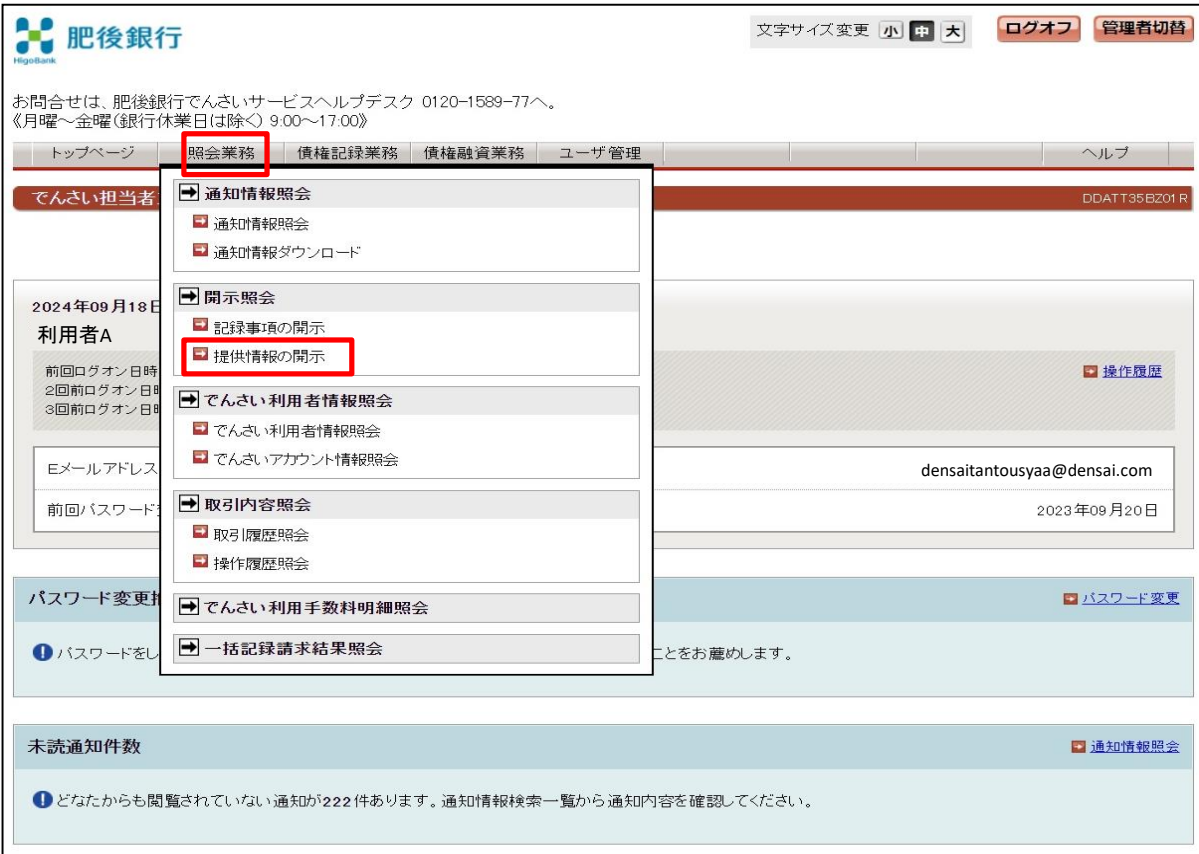 肥後銀行
HigoBank
文字サイズ変更 小 中 大
ログオフ
管理者切替
お問合せは、肥後銀行でんさいサービスヘルプデスク 0120-1589-77へ。
《月曜～金曜(銀行休業日は除く) 9:00～17:00》
トップページ 照会業務 債権記録業務 債権融資業務 ユーザ管理 ヘルプ
でんさい担当者
DDATT35BZ01R
通知情報照会
通知情報照会
通知情報ダウンロード
開示照会
記録事項の開示
提供情報の開示
でんさい利用者情報照会
でんさい利用者情報照会
でんさいアカウント情報照会
取引内容照会
取引履歴照会
操作履歴照会
でんさい利用手数料明細照会
一括記録請求結果照会
2024年09月18日
利用者A
前回ログオン日時
2回前ログオン日時
3回前ログオン日時
操作履歴
Eメールアドレス
densaitantousyaa@densai.com
前回パスワード
2023年09月20日
パスワード変更
パスワード変更
パスワードをし
ことをお薦めします。
未読通知件数
通知情報照会
どなたからも閲覧されていない通知が222件あります。通知情報検索一覧から通知内容を確認してください。